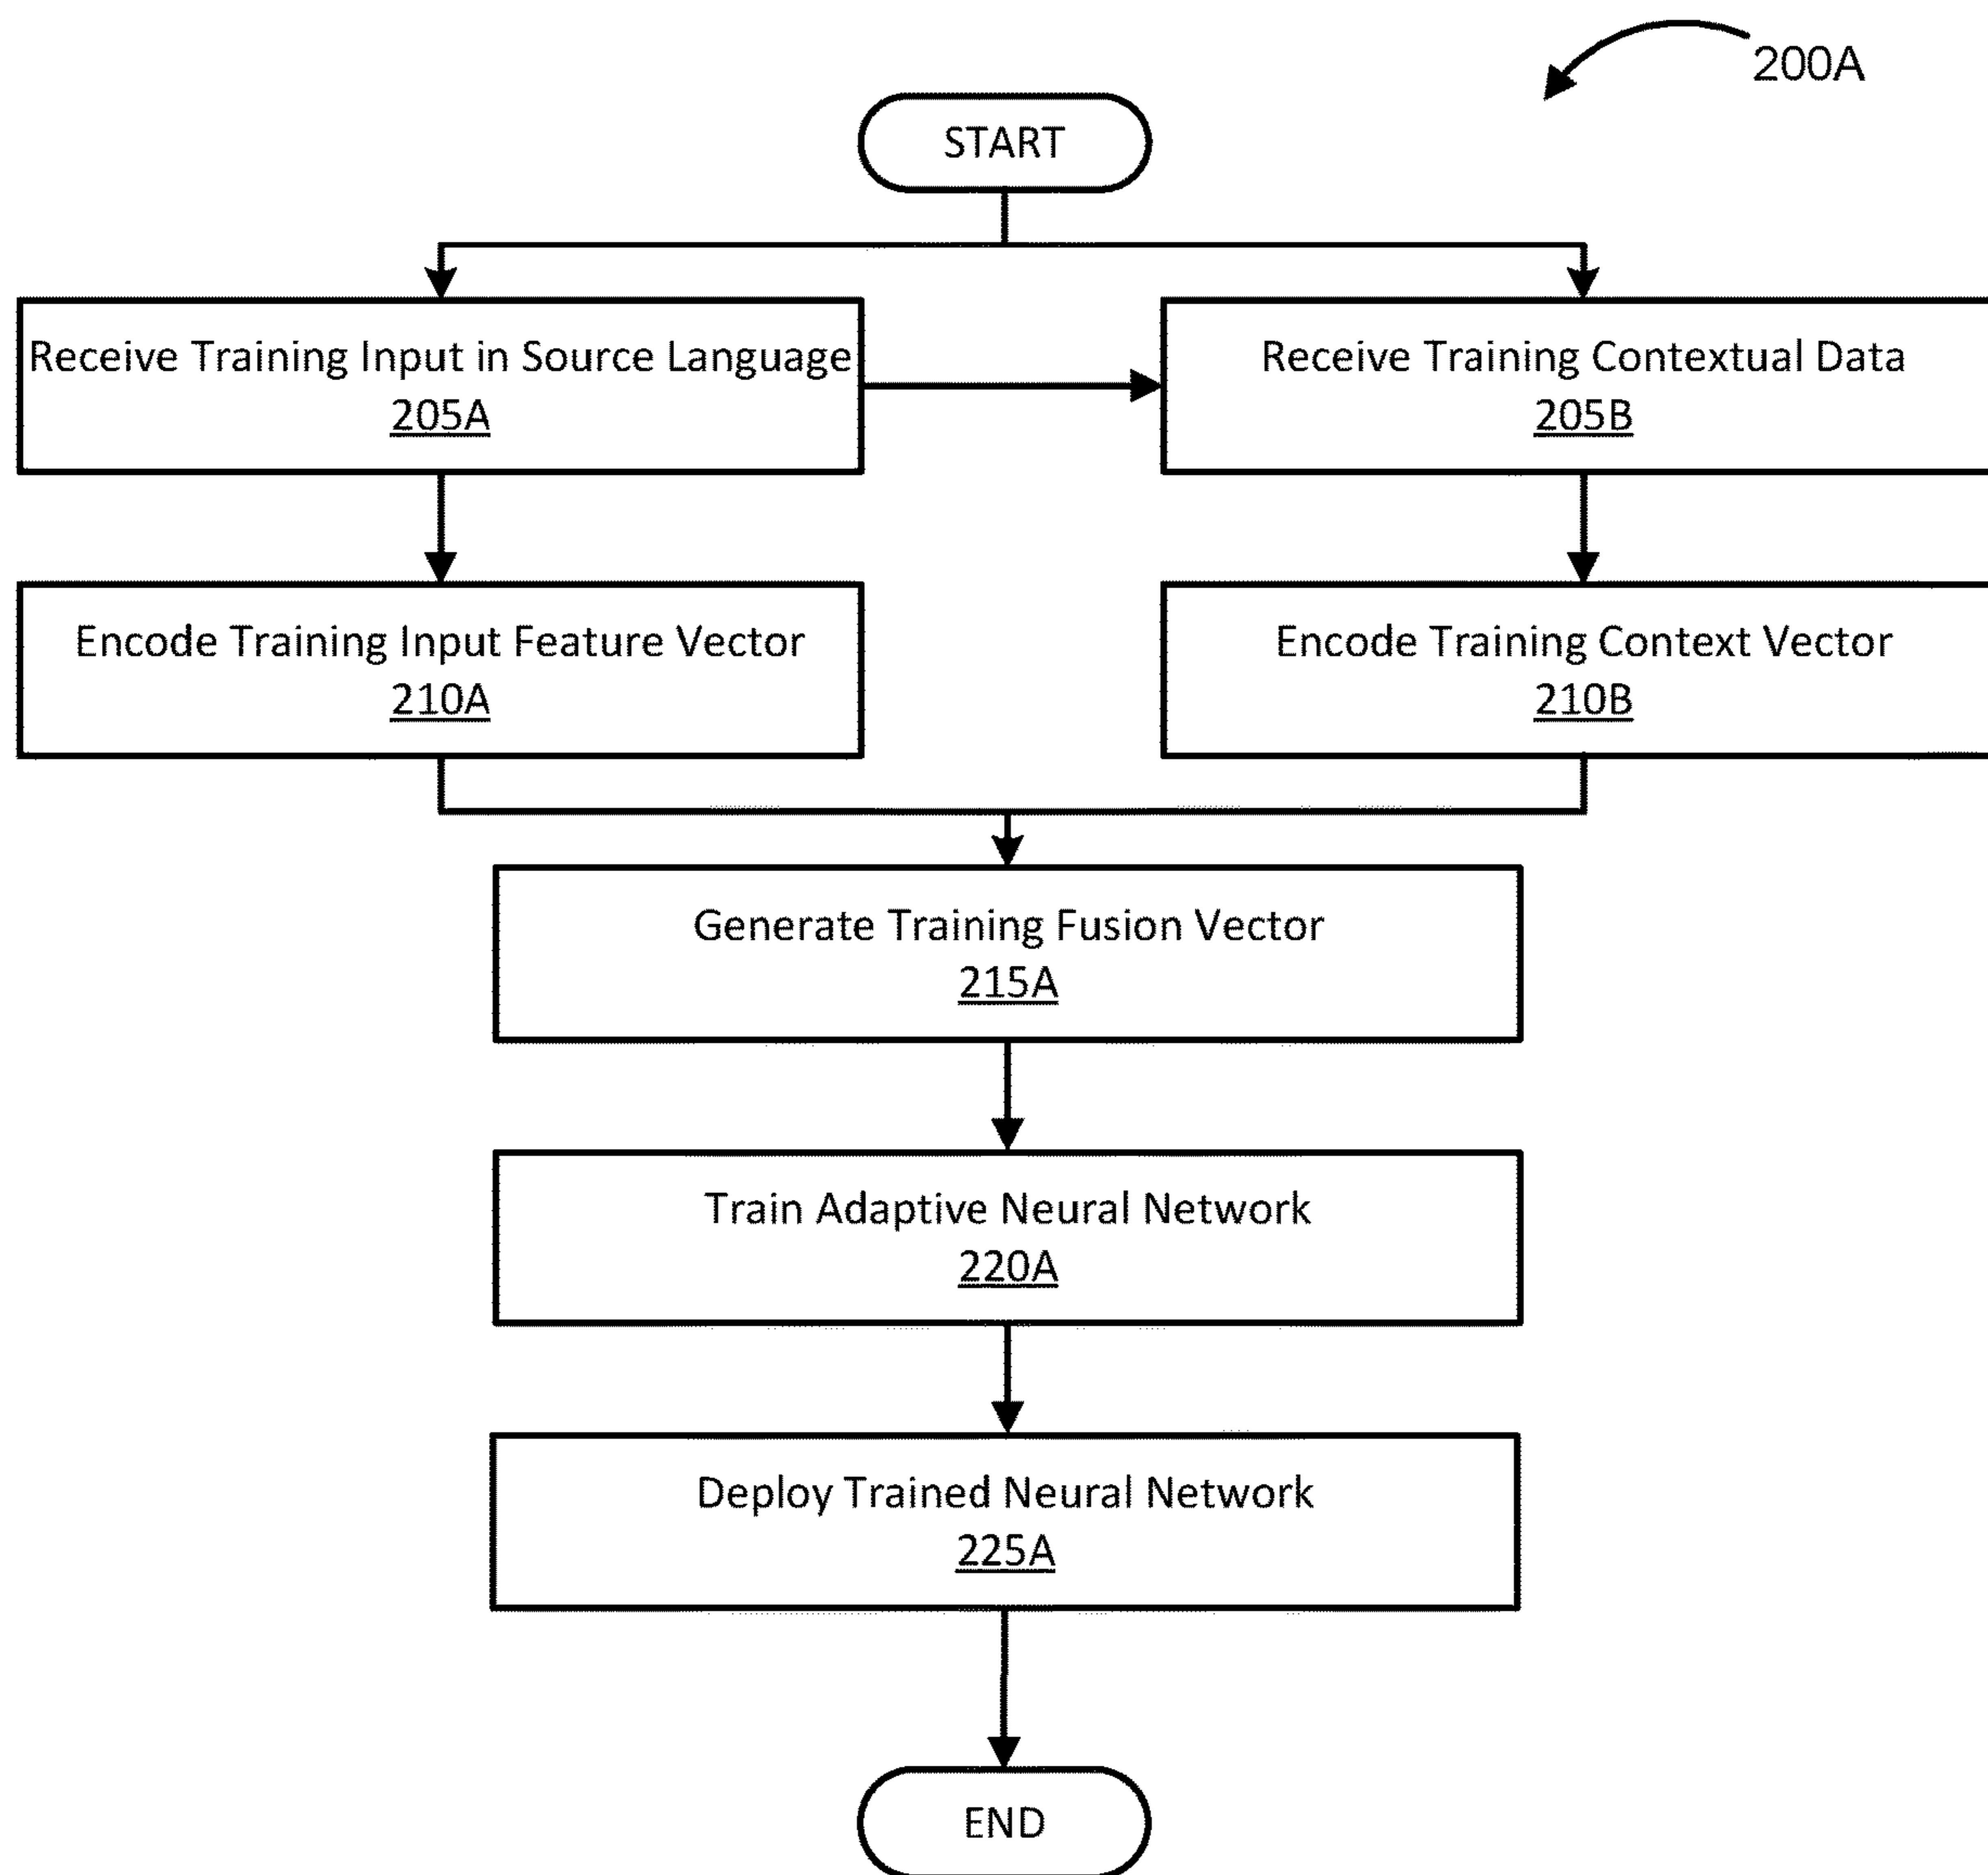 200A
START
Receive Training Input in Source Language
205A
Receive Training Contextual Data
205B
Encode Training Input Feature Vector
210A
Encode Training Context Vector
210B
Generate Training Fusion Vector
215A
Train Adaptive Neural Network
220A
Deploy Trained Neural Network
225A
END